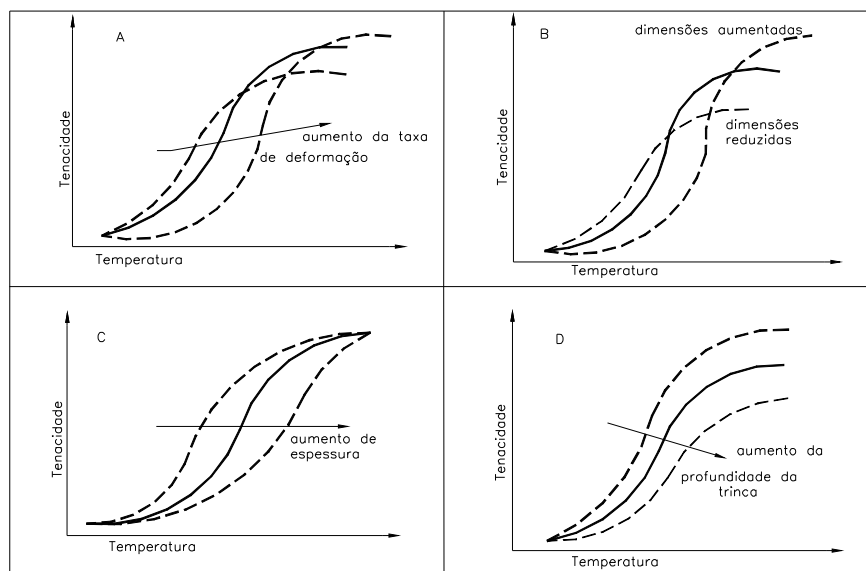 A
Tenacidade
aumento da taxa
de deformação
Temperatura
B
dimensões aumentadas
Tenacidade
dimensões
reduzidas
Temperatura
C
Tenacidade
aumento de
espessura
Temperatura
D
Tenacidade
aumento da
profundidade da
trinca
Temperatura